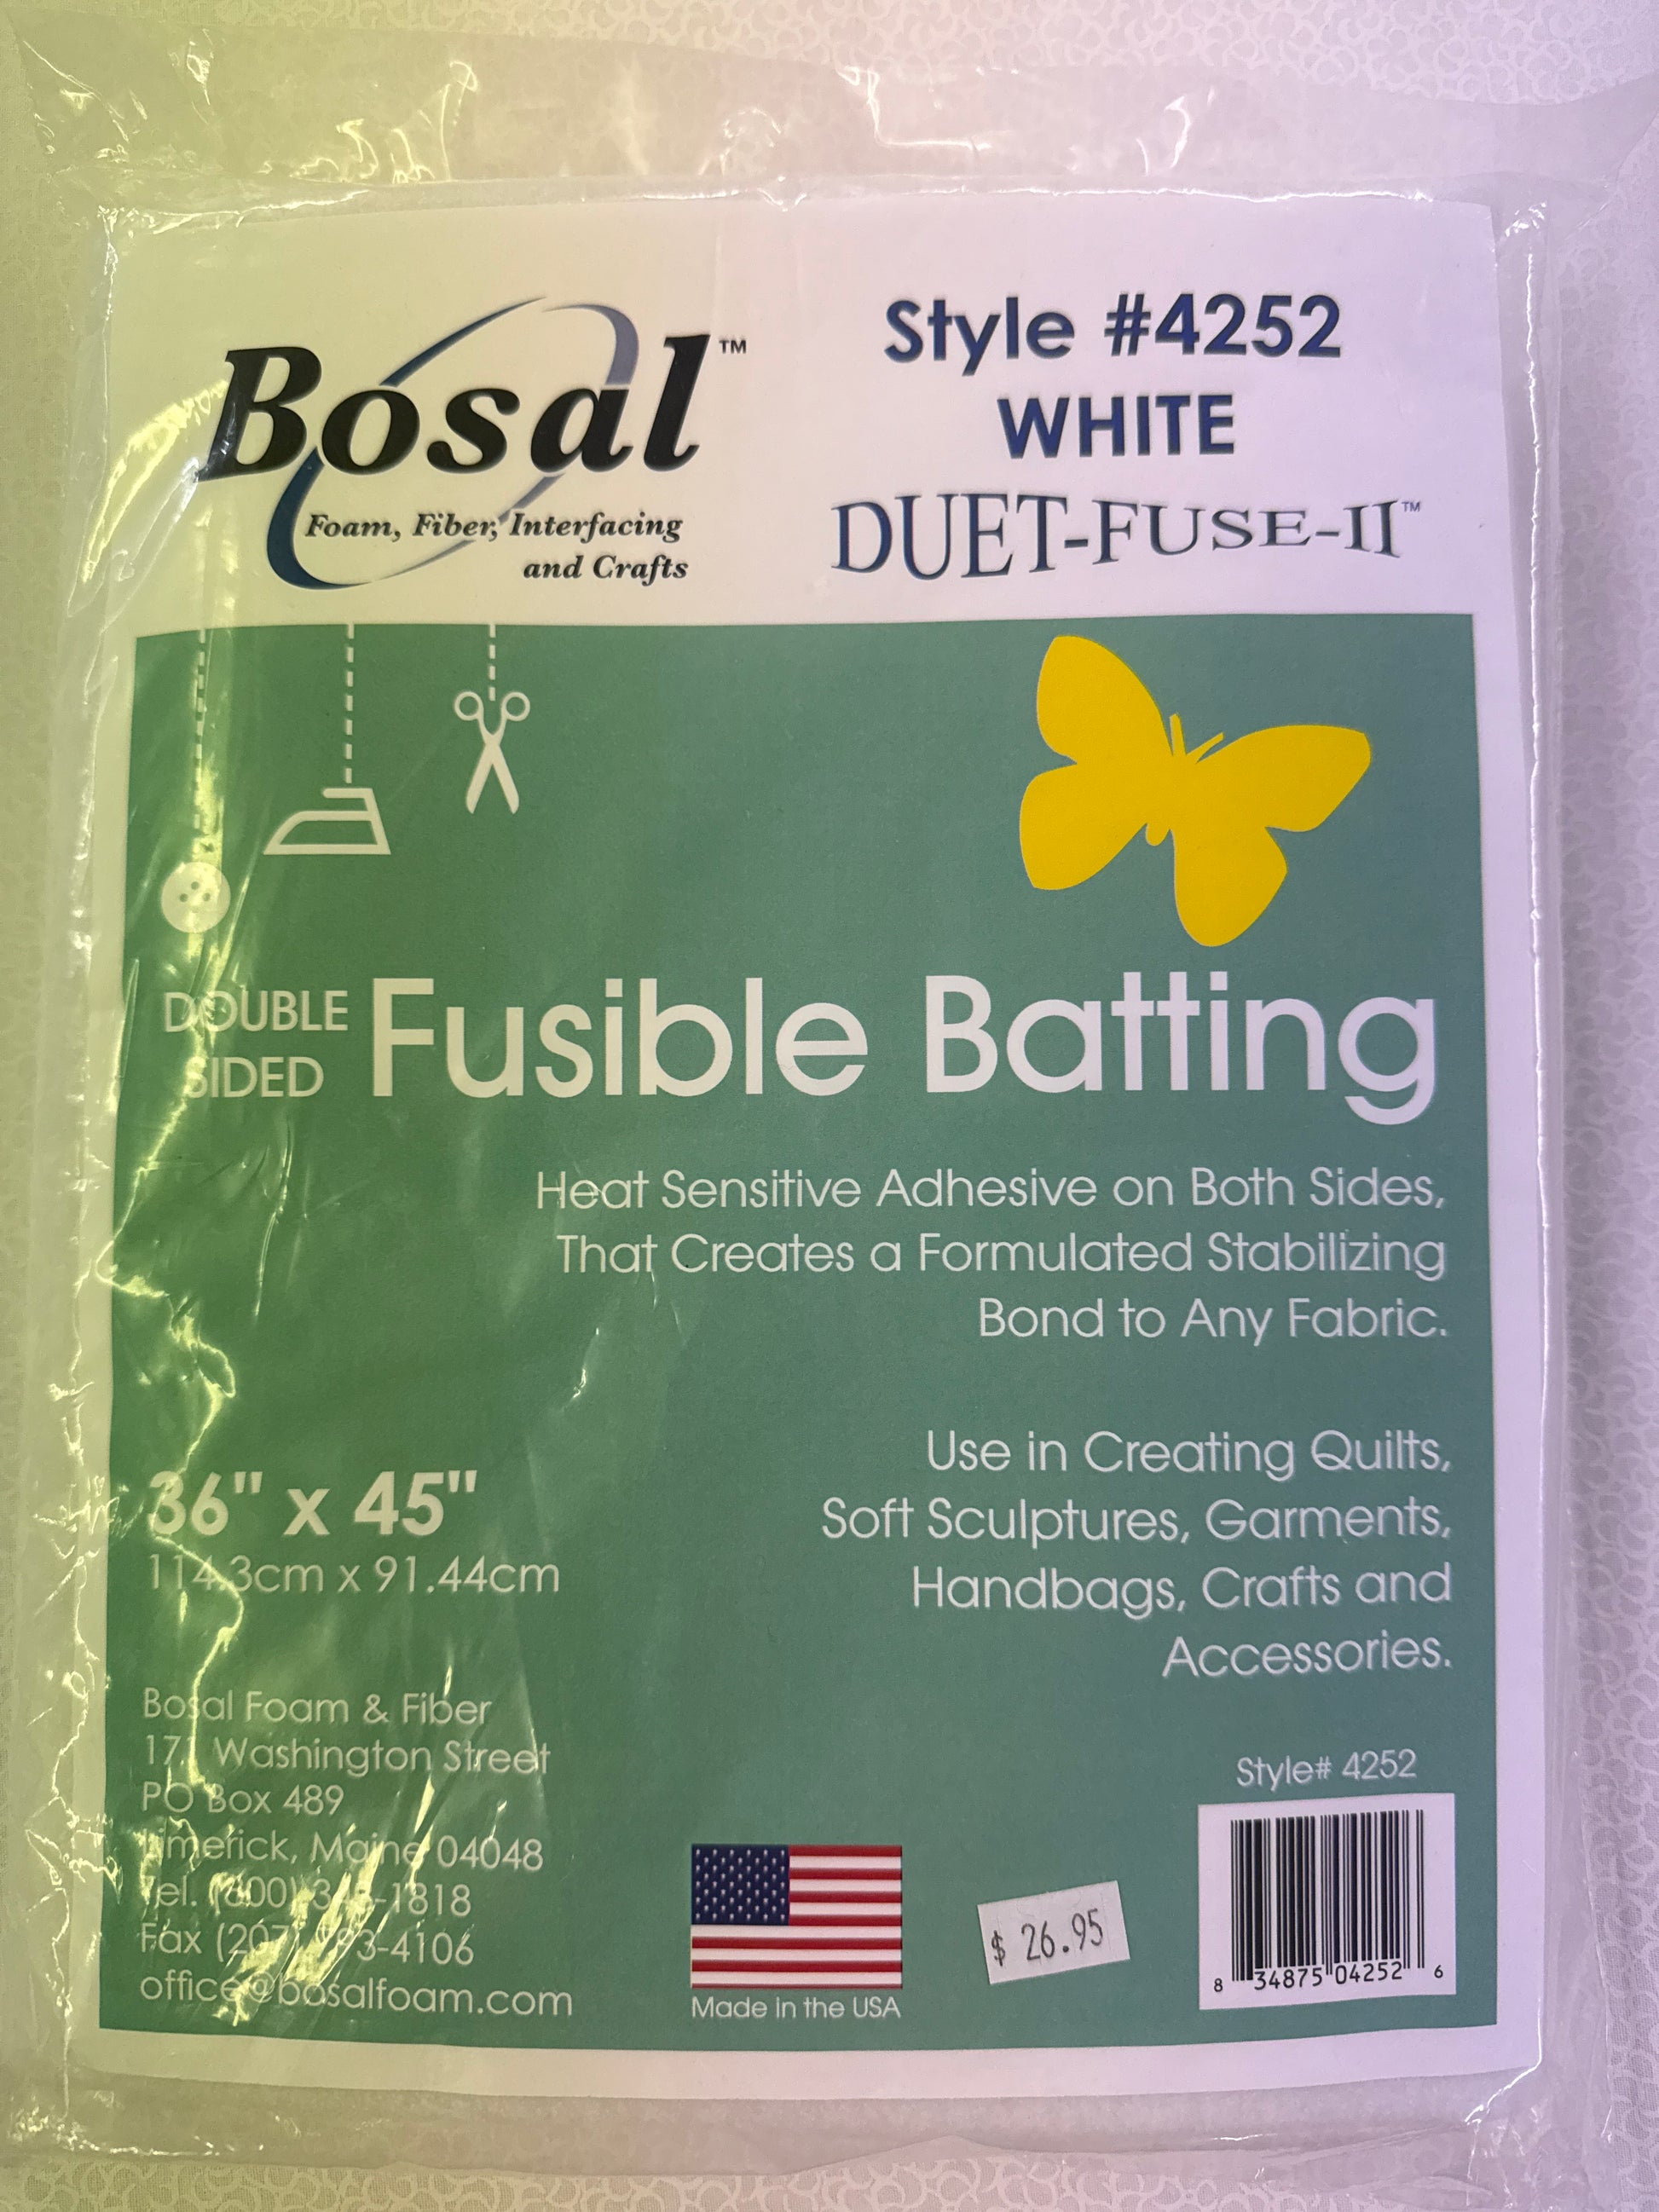 Bosal™
Foam, Fiber, Interfacing
and Crafts
Style #4252
WHITE
DUET-FUSE-II™
DOUBLE
SIDED
Fusible Batting
Heat Sensitive Adhesive on Both Sides,
That Creates a Formulated Stabilizing
Bond to Any Fabric.
Use in Creating Quilts,
Soft Sculptures, Garments,
Handbags, Crafts and
Accessories.
36" x 45"
114.3cm x 91.44cm
Bosal Foam & Fiber
Washington Street
PO Box 489
Limerick, Maine 04048
Tel.
Fax
office@bosalfoam.com
Made in the USA
$ 26.95
Style# 4252
8 34875 04252 6